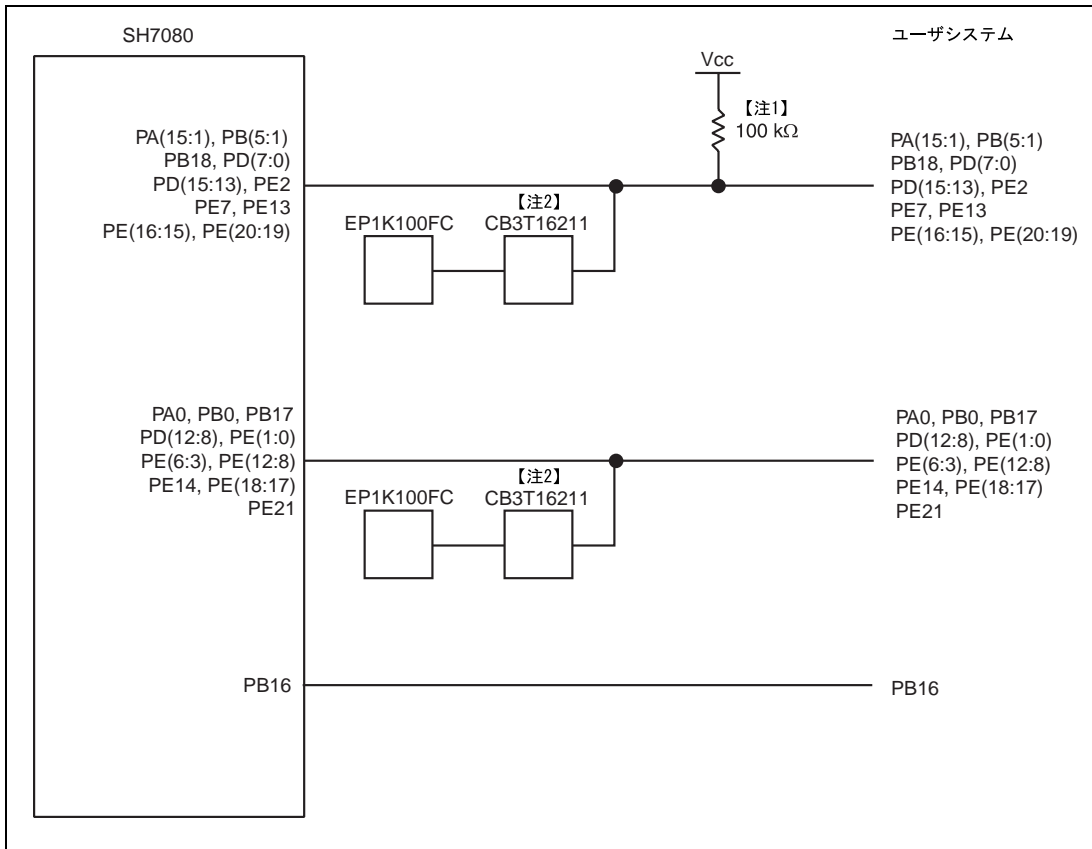 SH7080
ユーザシステム
Vcc
【注1】
100 kΩ
PA(15:1), PB(5:1)
PB18, PD(7:0)
PD(15:13), PE2
PE7, PE13
PE(16:15), PE(20:19)
【注2】
EP1K100FC
CB3T16211
PA(15:1), PB(5:1)
PB18, PD(7:0)
PD(15:13), PE2
PE7, PE13
PE(16:15), PE(20:19)
PA0, PB0, PB17
PD(12:8), PE(1:0)
PE(6:3), PE(12:8)
PE14, PE(18:17)
PE21
【注2】
EP1K100FC
CB3T16211
PA0, PB0, PB17
PD(12:8), PE(1:0)
PE(6:3), PE(12:8)
PE14, PE(18:17)
PE21
PB16
PB16